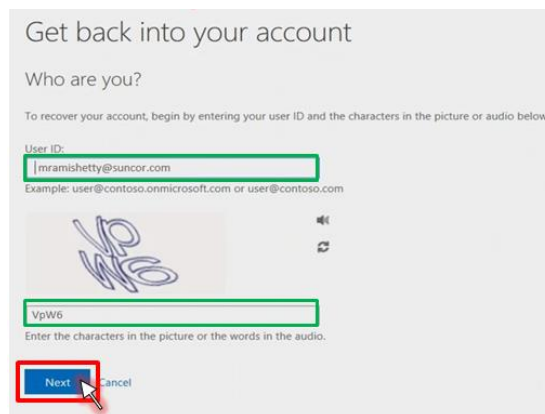 Get back into your account
Who are you?
To recover your account, begin by entering your user ID and the characters in the picture or audio below
User ID:
mramishetty@suncor.com
Example: user@contoso.onmicrosoft.com or user@contoso.com
VP
W6
VpW6
Enter the characters in the picture or the words in the audio.
Next Cancel